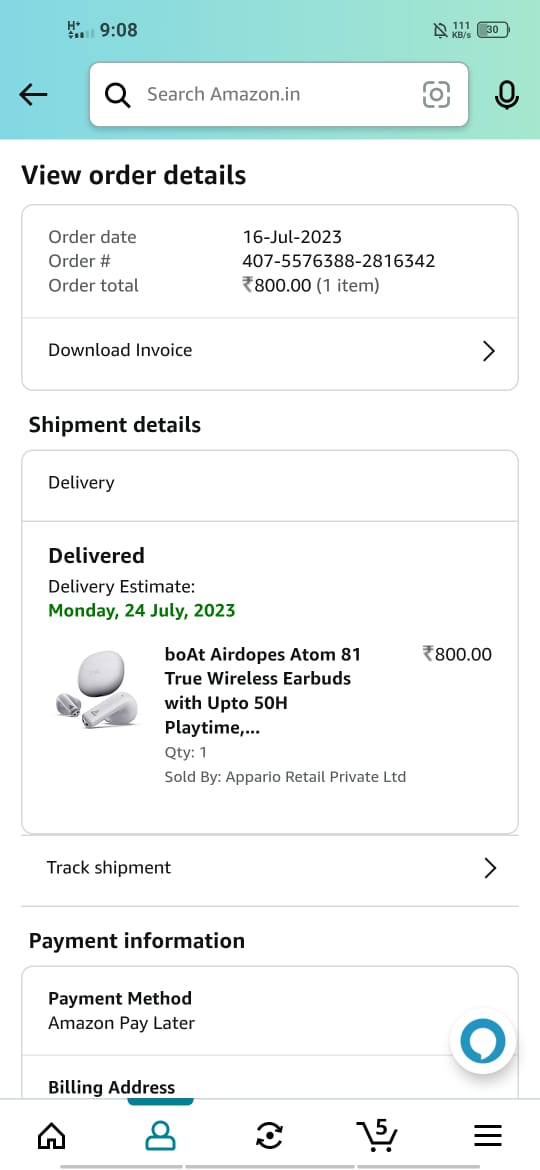 H+ 9:08 111 KB/s 30
Search Amazon.in
View order details
Order date 16-Jul-2023
Order # 407-5576388-2816342
Order total ₹800.00 (1 item)
Download Invoice
Shipment details
Delivery
Delivered
Delivery Estimate:
Monday, 24 July, 2023
boAt Airdopes Atom 81 ₹800.00
True Wireless Earbuds
with Upto 50H
Playtime,...
Qty: 1
Sold By: Appario Retail Private Ltd
Track shipment
Payment information
Payment Method
Amazon Pay Later
Billing Address
5